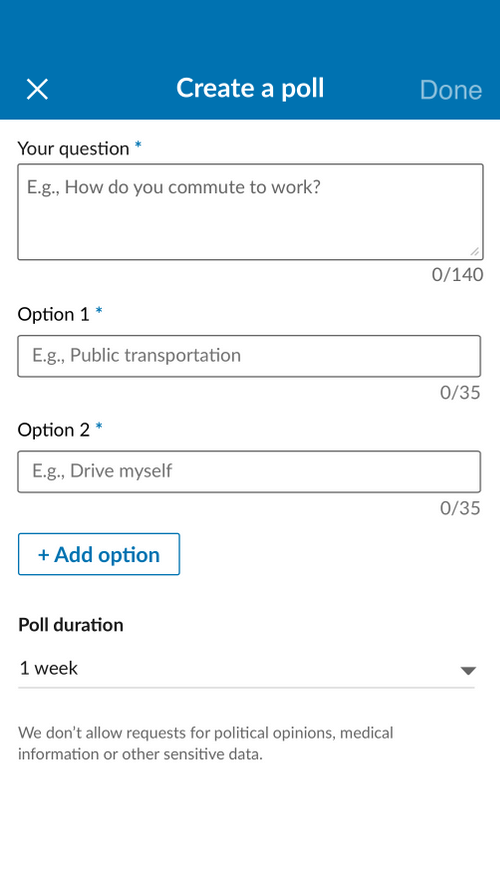 Create a poll
Done
Your question *
E.g., How do you commute to work?
0/140
Option 1 *
E.g., Public transportation
0/35
Option 2 *
E.g., Drive myself
0/35
+ Add option
Poll duration
1 week
We don't allow requests for political opinions, medical
information or other sensitive data.